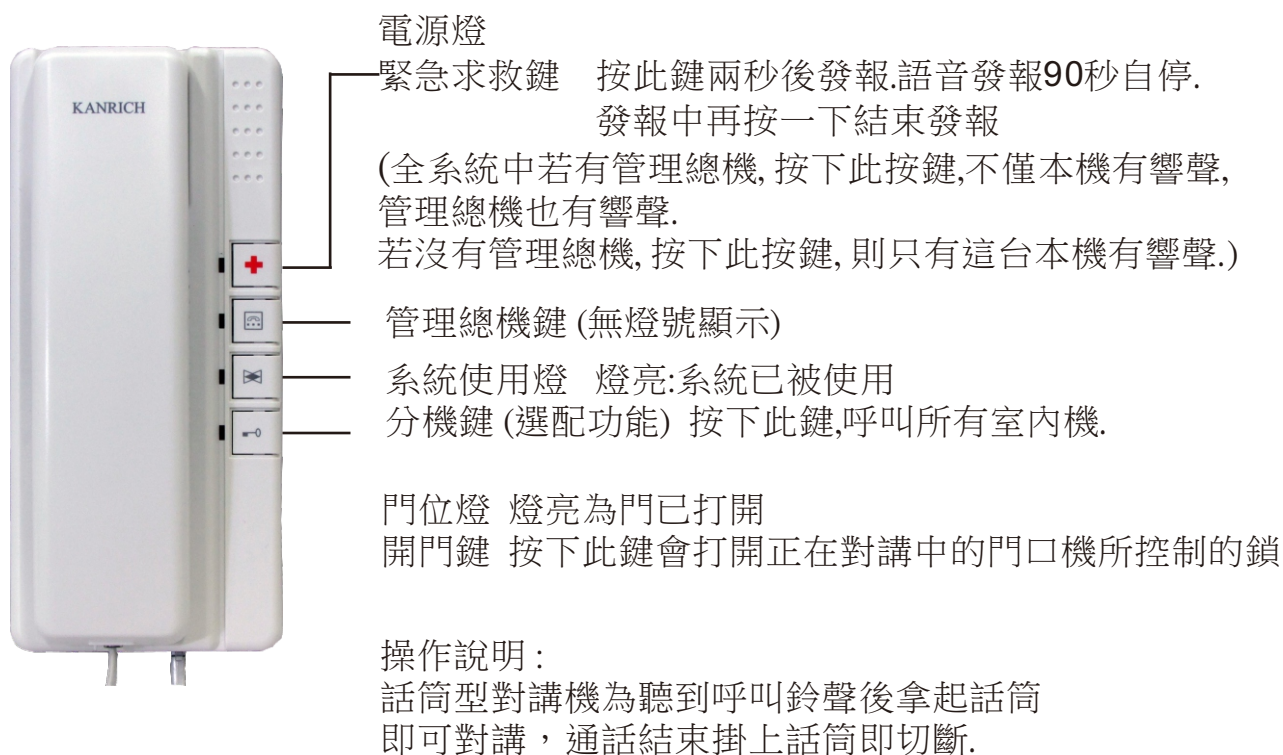 KANRICH
電源燈
緊急求救鍵 按此鍵兩秒後發報.語音發報90秒自停.
發報中再按一下結束發報
(全系統中若有管理總機, 按下此按鍵,不僅本機有響聲,
管理總機也有響聲.
若沒有管理總機, 按下此按鍵, 則只有這台本機有響聲.)
管理總機鍵 (無燈號顯示)
系統使用燈 燈亮:系統已被使用
分機鍵 (選配功能) 按下此鍵,呼叫所有室內機.
門位燈 燈亮為門已打開
開門鍵 按下此鍵會打開正在對講中的門口機所控制的鎖
操作說明 :
話筒型對講機為聽到呼叫鈴聲後拿起話筒
即可對講，通話結束掛上話筒即切斷.